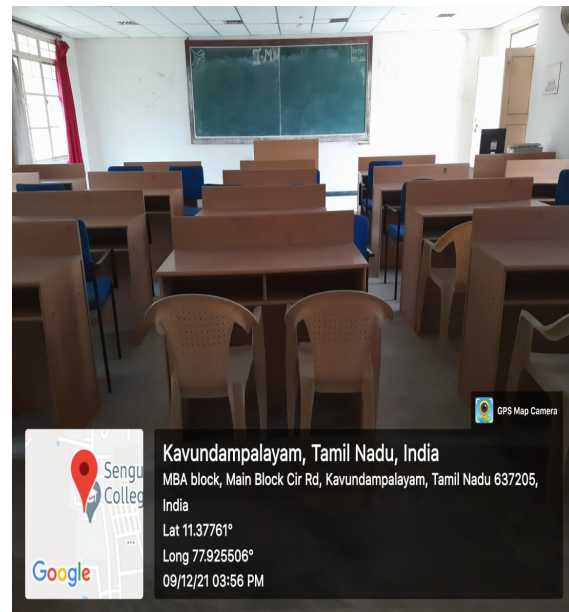 GPS Map Camera
Sengu
Colleg
Google
Kavundampalayam, Tamil Nadu, India
MBA block, Main Block Cir Rd, Kavundampalayam, Tamil Nadu 637205,
India
Lat 11.37761°
Long 77.925506°
09/12/21 03:56 PM